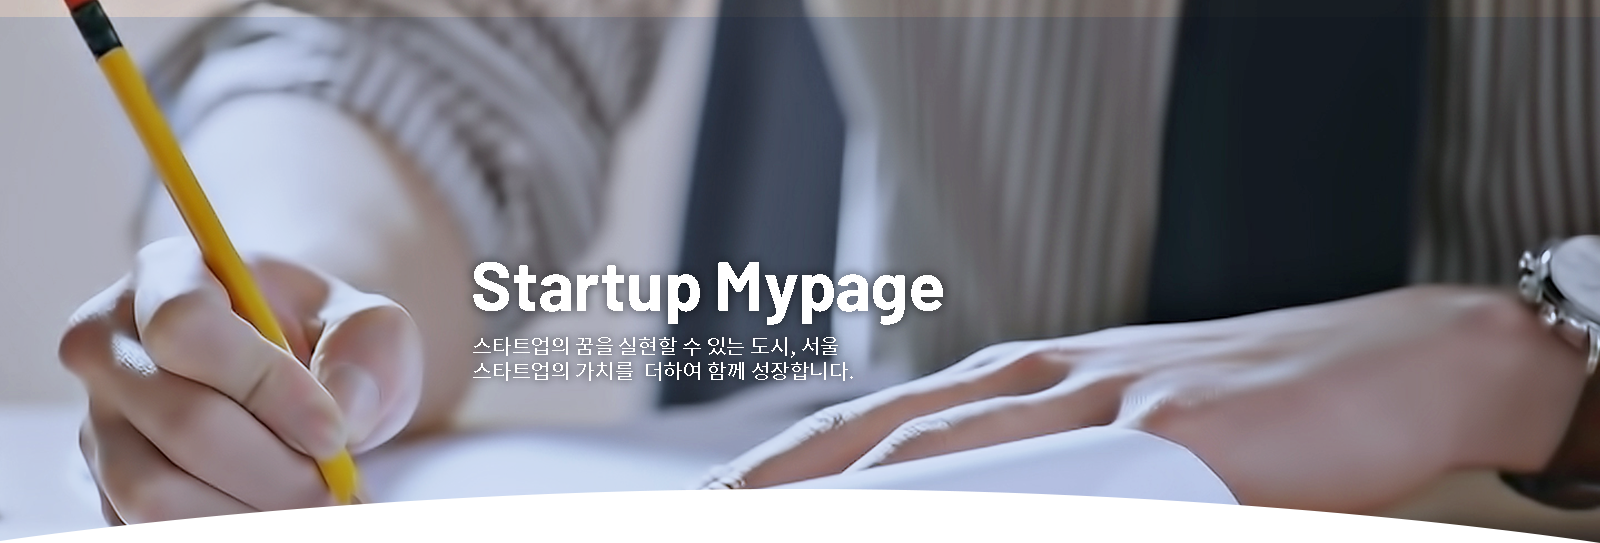 Startup Mypage
스타트업의 꿈을 실현할 수 있는 도시, 서울
스타트업의 가치를 더하여 함께 성장합니다.